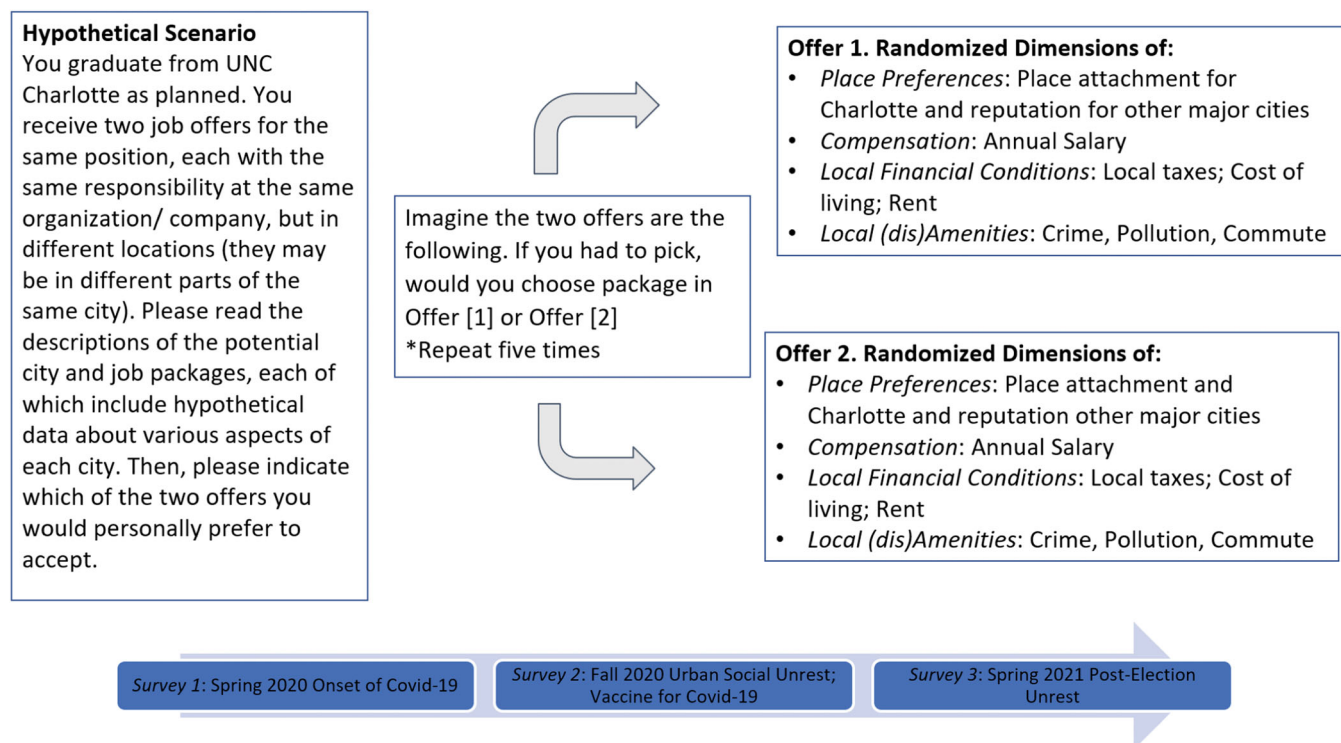 Hypothetical Scenario
You graduate from UNC
Charlotte as planned. You
receive two job offers for the
same position, each with the
same responsibility at the same
organization/ company, but in
different locations (they may
be in different parts of the
same city). Please read the
descriptions of the potential
city and job packages, each of
which include hypothetical
data about various aspects of
each city. Then, please indicate
which of the two offers you
would personally prefer to
accept.
Imagine the two offers are the
following. If you had to pick,
would you choose package in
Offer [1] or Offer [2]
*Repeat five times
Offer 1. Randomized Dimensions of:
• Place Preferences: Place attachment for
Charlotte and reputation for other major cities
• Compensation: Annual Salary
• Local Financial Conditions: Local taxes; Cost of
living; Rent
• Local (dis)Amenities: Crime, Pollution, Commute
Offer 2. Randomized Dimensions of:
• Place Preferences: Place attachment and
Charlotte and reputation other major cities
• Compensation: Annual Salary
• Local Financial Conditions: Local taxes; Cost of
living; Rent
• Local (dis)Amenities: Crime, Pollution, Commute
Survey 1: Spring 2020 Onset of Covid-19
Survey 2: Fall 2020 Urban Social Unrest;
Vaccine for Covid-19
Survey 3: Spring 2021 Post-Election
Unrest